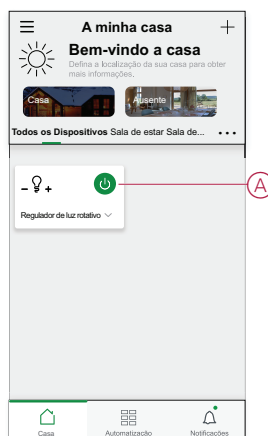 A minha casa
Bem-vindo a casa
Defina a localização da sua casa para obter
mais informações.
Casa
Ausente
Todos os Dispositivos Sala de estar Sala de...
A
Regulador de luz rotativo
Casa
Automatização
Notificações